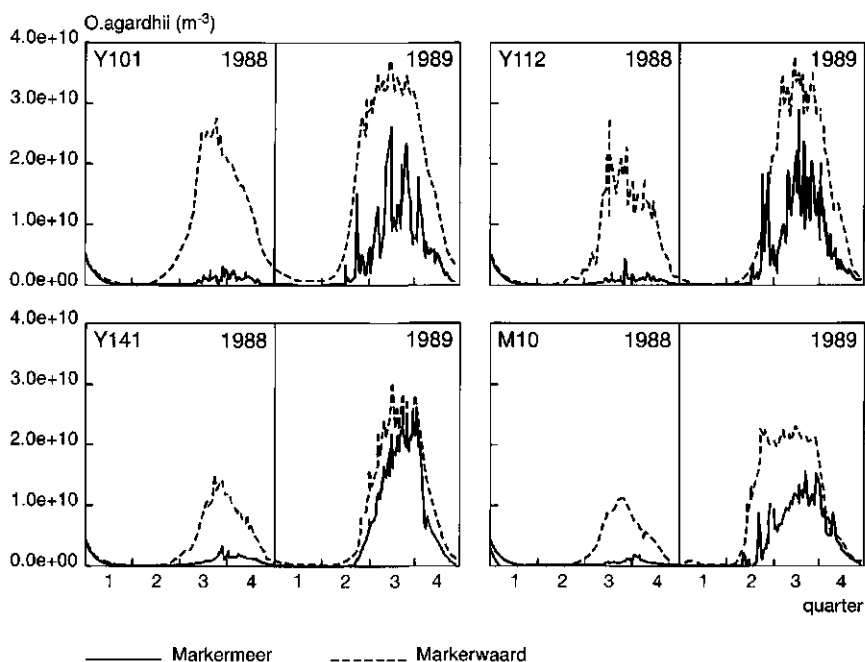 O.agardhii (m-3)
4.0e+10
3.0e+10
2.0e+10
1.0e+10
0.0e+00
Y101 1988 1989
Y112 1988 1989
4.0e+10
3.0e+10
2.0e+10
1.0e+10
0.0e+00
Y141 1988 1989
M10 1988 1989
1 2 3 4 1 2 3 4
1 2 3 4 1 2 3 4
quarter
Markermeer Markerwaard